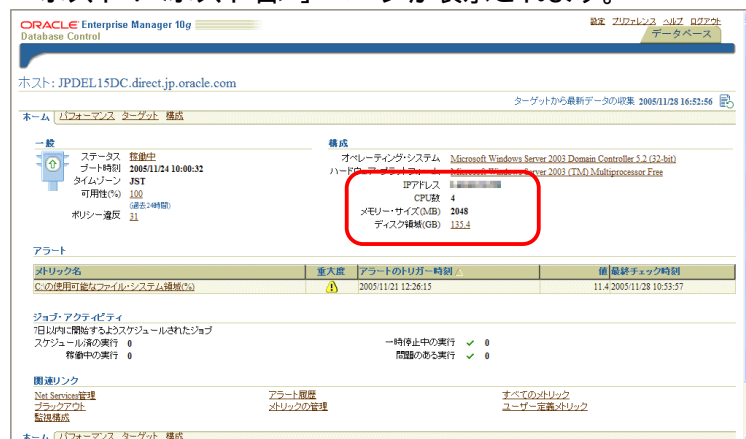 ORACLE Enterprise Manager 10g
Database Control
設定 プリファレンス ヘルプ ログアウト
データベース
ホスト: JPDEL15DC.direct.jp.oracle.com
ターゲットから最新データの収集 2005/11/28 16:52:56
ホーム パフォーマンス ターゲット 構成
一般
ステータス 稼働中
ブート時刻 2005/11/24 10:00:32
タイムゾーン JST
可用性(%) 100
(過去24時間)
ポリシー違反 31
構成
オペレーティング・システム Microsoft Windows Server 2003 Domain Controller 5.2 (32-bit)
ハードウェア・プラットフォーム Microsoft Windows Server 2003 (TM) Multiprocessor Free
IPアドレス
CPU数 4
メモリー・サイズ(MB) 2048
ディスク領域(GB) 135.4
アラート
メトリック名 重大度 アラートのトリガー時刻 値 最終チェック時刻
C:\の使用可能なファイル・システム領域(%) 2005/11/21 12:26:15 11.4 2005/11/28 10:53:57
ジョブ・アクティビティ
7日以内に開始するようスケジュールされたジョブ
スケジュール済の実行 0 一時停止中の実行 0
稼働中の実行 0 問題のある実行 0
関連リンク
Net Services管理 アラート履歴 すべてのメトリック
ブラックアウト メトリックの管理 ユーザー定義メトリック
監視構成
ホーム パフォーマンス ターゲット 構成